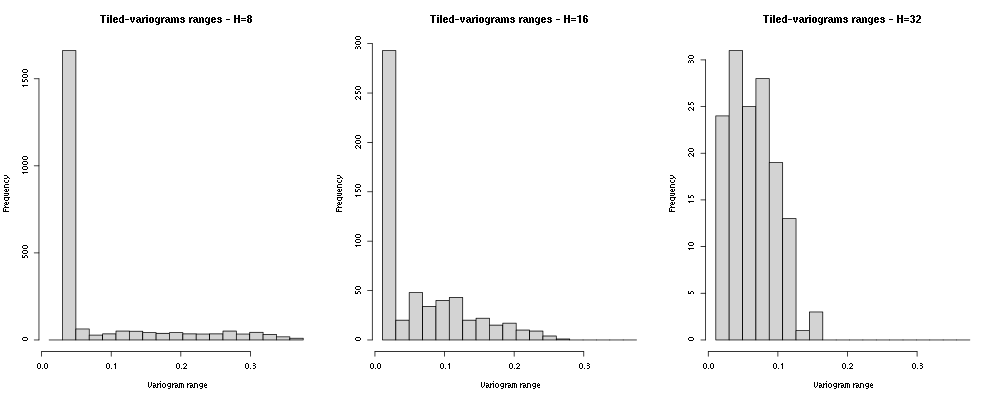 Tiled-variograms ranges - H=8
Frequency
1500
1000
500
0
0.0 0.1 0.2 0.3
Variogram range
Tiled-variograms ranges - H=16
Frequency
300
250
200
150
100
50
0
0.0 0.1 0.2 0.3
Variogram range
Tiled-variograms ranges - H=32
Frequency
30
25
20
15
10
5
0
0.0 0.1 0.2 0.3
Variogram range